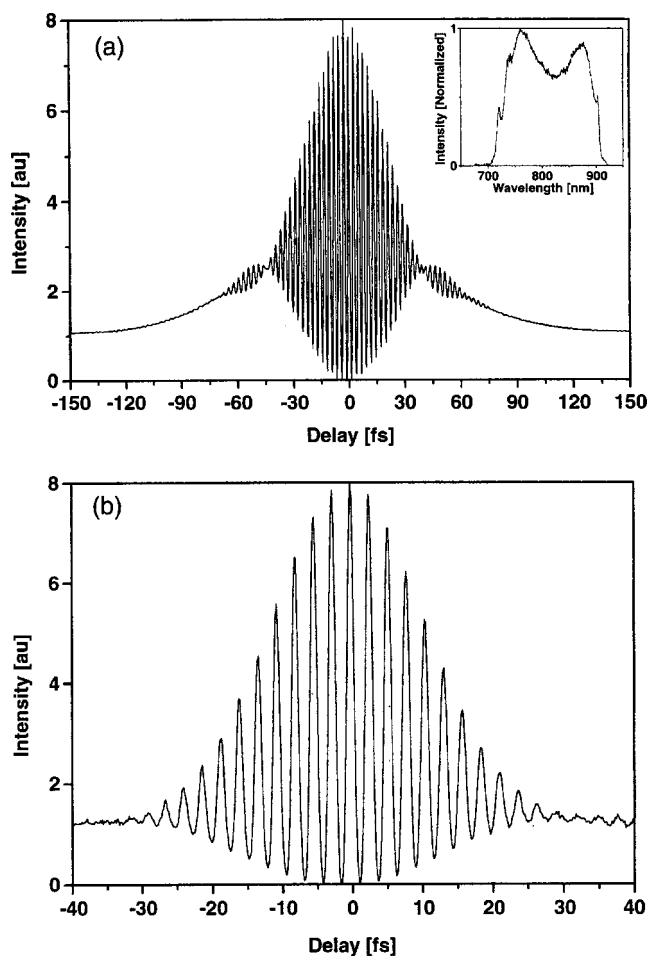 (a)
Intensity [au]
8
6
4
2
0
-150 -120 -90 -60 -30 0 30 60 90 120 150
Delay [fs]
Intensity [Normalized]
1
0
700 800 900
Wavelength [nm]
(b)
Intensity [au]
8
6
4
2
0
-40 -30 -20 -10 0 10 20 30 40
Delay [fs]